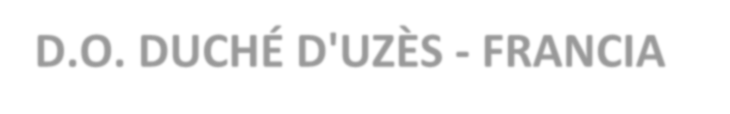 D.O. DUCHÉ D'UZÈS - FRANCIA